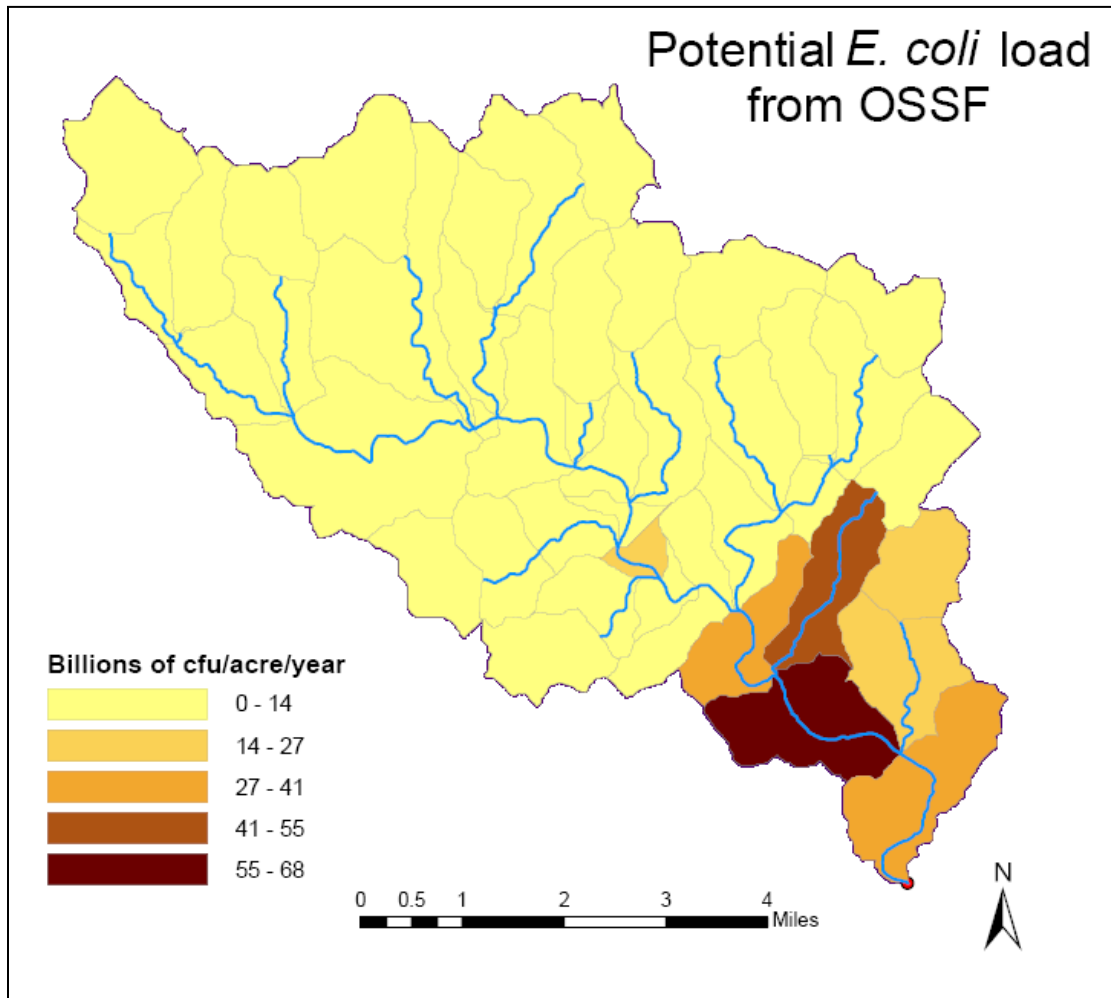 Potential E. coli load
from OSSF
Billions of cfu/acre/year
0 - 14
14 - 27
27 - 41
41 - 55
55 - 68
0 0.5 1 2 3 4
Miles
N